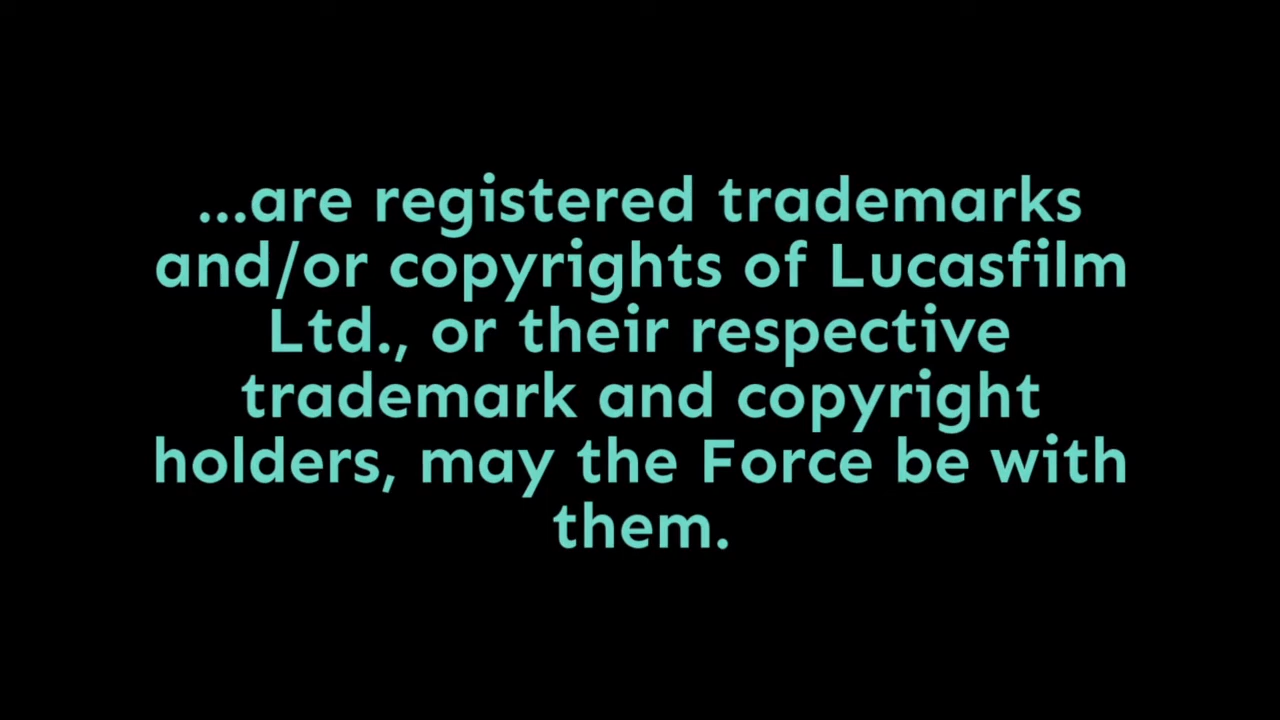 ...are registered trademarks
and/or copyrights of Lucasfilm
Ltd., or their respective
trademark and copyright
holders, may the Force be with
them.